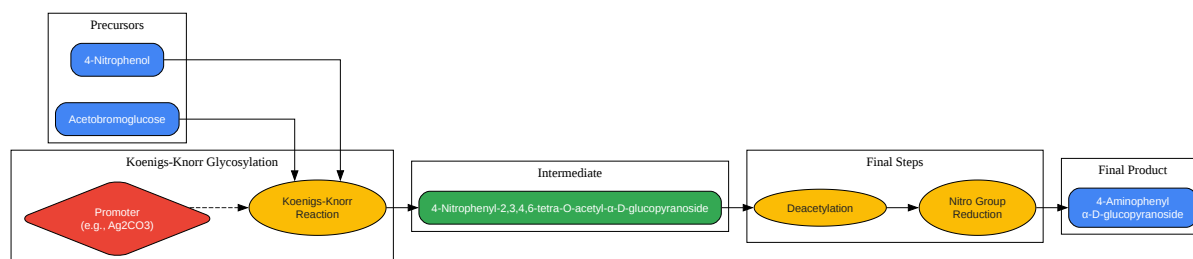 Precursors
4-Nitrophenol
Acetobromoglucose
Koenigs-Knorr Glycosylation
Promoter
(e.g., Ag2CO3)
Koenigs-Knorr
Reaction
Intermediate
4-Nitrophenyl-2,3,4,6-tetra-O-acetyl-α-D-glucopyranoside
Final Steps
Deacetylation
Nitro Group
Reduction
Final Product
4-Aminophenyl
α-D-glucopyranoside